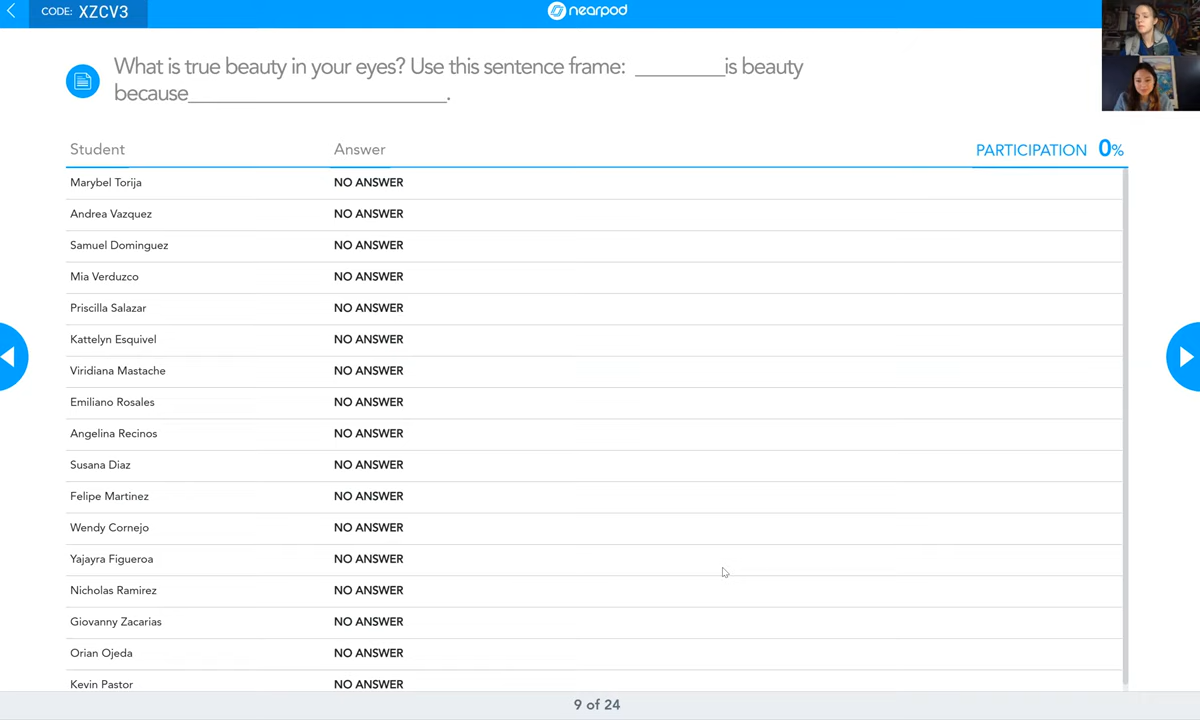 CODE: XZCV3
nearpod
What is true beauty in your eyes? Use this sentence frame: _________is beauty
because__________________________.
Student Answer PARTICIPATION 0%
Marybel Torija NO ANSWER
Andrea Vazquez NO ANSWER
Samuel Dominguez NO ANSWER
Mia Verduzco NO ANSWER
Priscilla Salazar NO ANSWER
Kattelyn Esquivel NO ANSWER
Viridiana Mastache NO ANSWER
Emiliano Rosales NO ANSWER
Angelina Recinos NO ANSWER
Susana Diaz NO ANSWER
Felipe Martinez NO ANSWER
Wendy Cornejo NO ANSWER
Yajayra Figueroa NO ANSWER
Nicholas Ramirez NO ANSWER
Giovanny Zacarias NO ANSWER
Orian Ojeda NO ANSWER
Kevin Pastor NO ANSWER
9 of 24